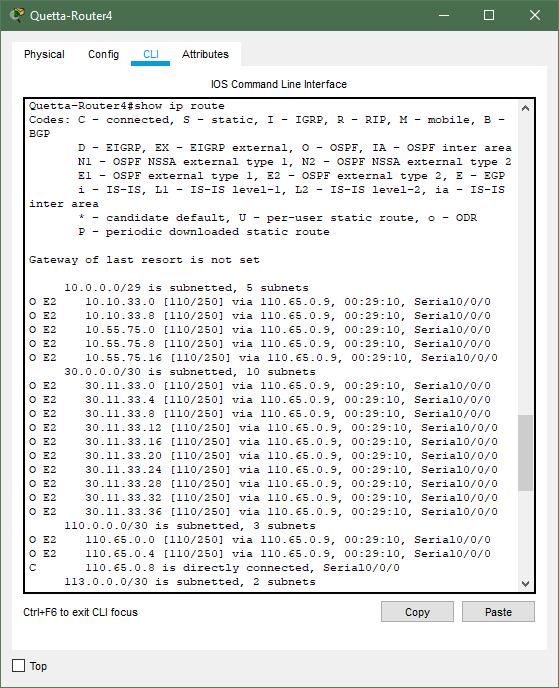 Quetta-Router4
Physical Config CLI Attributes
IOS Command Line Interface
Quetta-Router4#show ip route
Codes: C - connected, S - static, I - IGRP, R - RIP, M - mobile, B -
BGP
D - EIGRP, EX - EIGRP external, O - OSPF, IA - OSPF inter area
N1 - OSPF NSSA external type 1, N2 - OSPF NSSA external type 2
E1 - OSPF external type 1, E2 - OSPF external type 2, E - EGP
i - IS-IS, L1 - IS-IS level-1, L2 - IS-IS level-2, ia - IS-IS
inter area
* - candidate default, U - per-user static route, o - ODR
P - periodic downloaded static route
Gateway of last resort is not set
10.0.0.0/29 is subnetted, 5 subnets
O E2 10.10.33.0 [110/250] via 110.65.0.9, 00:29:10, Serial0/0/0
O E2 10.10.33.8 [110/250] via 110.65.0.9, 00:29:10, Serial0/0/0
O E2 10.55.75.0 [110/250] via 110.65.0.9, 00:29:10, Serial0/0/0
O E2 10.55.75.8 [110/250] via 110.65.0.9, 00:29:10, Serial0/0/0
O E2 10.55.75.16 [110/250] via 110.65.0.9, 00:29:10, Serial0/0/0
30.0.0.0/30 is subnetted, 10 subnets
O E2 30.11.33.0 [110/250] via 110.65.0.9, 00:29:10, Serial0/0/0
O E2 30.11.33.4 [110/250] via 110.65.0.9, 00:29:10, Serial0/0/0
O E2 30.11.33.8 [110/250] via 110.65.0.9, 00:29:10, Serial0/0/0
O E2 30.11.33.12 [110/250] via 110.65.0.9, 00:29:10, Serial0/0/0
O E2 30.11.33.16 [110/250] via 110.65.0.9, 00:29:10, Serial0/0/0
O E2 30.11.33.20 [110/250] via 110.65.0.9, 00:29:10, Serial0/0/0
O E2 30.11.33.24 [110/250] via 110.65.0.9, 00:29:10, Serial0/0/0
O E2 30.11.33.28 [110/250] via 110.65.0.9, 00:29:10, Serial0/0/0
O E2 30.11.33.32 [110/250] via 110.65.0.9, 00:29:10, Serial0/0/0
O E2 30.11.33.36 [110/250] via 110.65.0.9, 00:29:10, Serial0/0/0
110.0.0.0/30 is subnetted, 3 subnets
O E2 110.65.0.0 [110/250] via 110.65.0.9, 00:29:10, Serial0/0/0
O E2 110.65.0.4 [110/250] via 110.65.0.9, 00:29:10, Serial0/0/0
C 110.65.0.8 is directly connected, Serial0/0/0
113.0.0.0/30 is subnetted, 2 subnets
Ctrl+F6 to exit CLI focus Copy Paste
Top